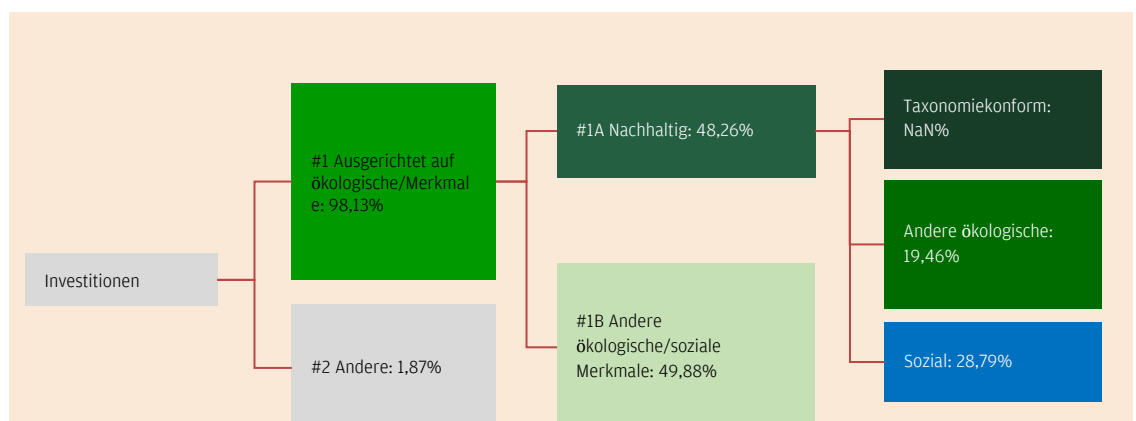 Investitionen
#1 Ausgerichtet auf
ökologische/Merkmal
e: 98,13%
#2 Andere: 1,87%
#1A Nachhaltig: 48,26%
#1B Andere
ökologische/soziale
Merkmale: 49,88%
Taxonomiekonform:
NaN%
Andere ökologische:
19,46%
Sozial: 28,79%